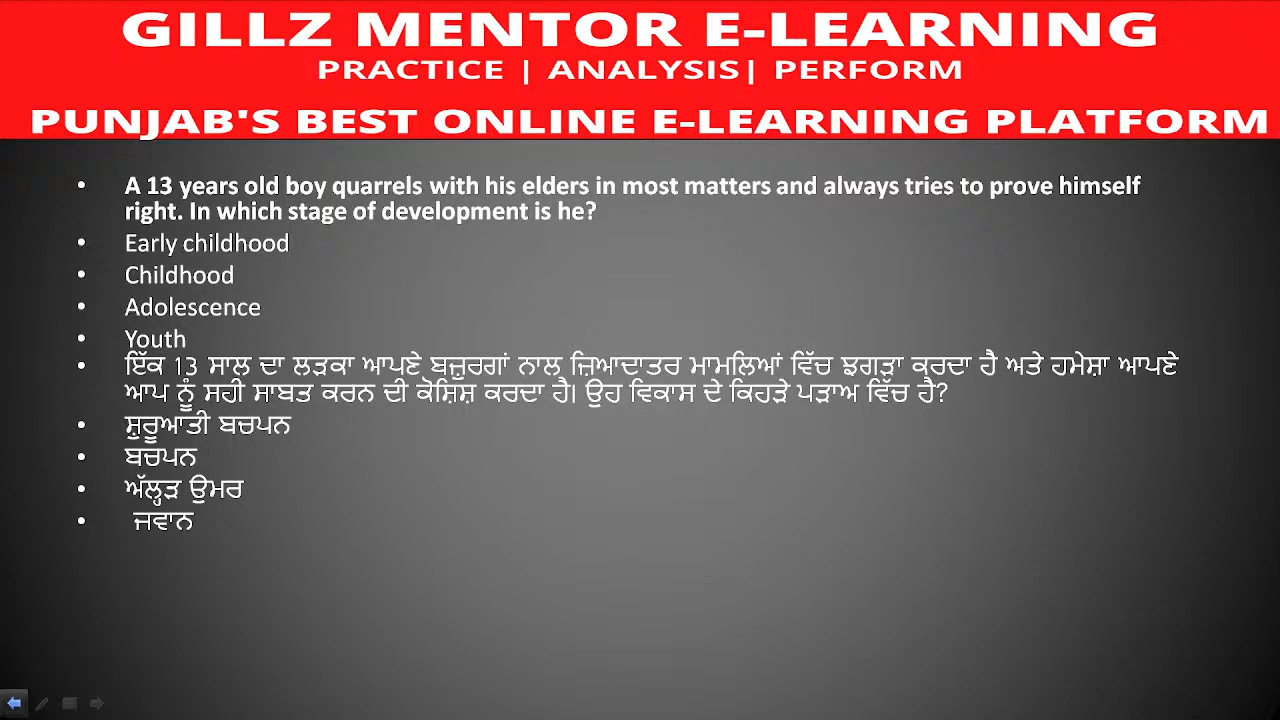 GILLZ MENTOR E-LEARNING
PRACTICE | ANALYSIS| PERFORM
PUNJAB'S BEST ONLINE E-LEARNING PLATFORM
• A 13 years old boy quarrels with his elders in most matters and always tries to prove himself
right. In which stage of development is he?
• Early childhood
• Childhood
• Adolescence
• Youth
• ਇੱਕ 13 ਸਾਲ ਦਾ ਲੜਕਾ ਆਪਣੇ ਬਜ਼ੁਰਗਾਂ ਨਾਲ ਜ਼ਿਆਦਾਤਰ ਮਾਮਲਿਆਂ ਵਿੱਚ ਝਗੜਾ ਕਰਦਾ ਹੈ ਅਤੇ ਹਮੇਸ਼ਾ ਆਪਣੇ
ਆਪ ਨੂੰ ਸਹੀ ਸਾਬਤ ਕਰਨ ਦੀ ਕੋਸ਼ਿਸ਼ ਕਰਦਾ ਹੈ। ਉਹ ਵਿਕਾਸ ਦੇ ਕਿਹੜੇ ਪੜਾਅ ਵਿੱਚ ਹੈ?
• ਸ਼ੁਰੂਆਤੀ ਬਚਪਨ
• ਬਚਪਨ
• ਅੱਲ੍ਹੜ ਉਮਰ
• ਜਵਾਨ